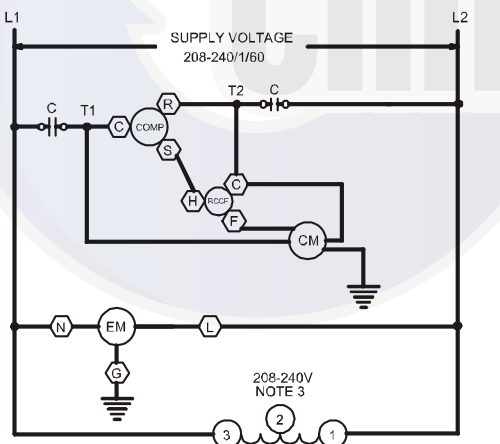 L1
L2
SUPPLY VOLTAGE
208-240/1/60
C
T1
C
COMP
R
T2
C
S
H
RCCF
C
F
CM
N
EM
L
G
208-240V
NOTE 3
3
2
1